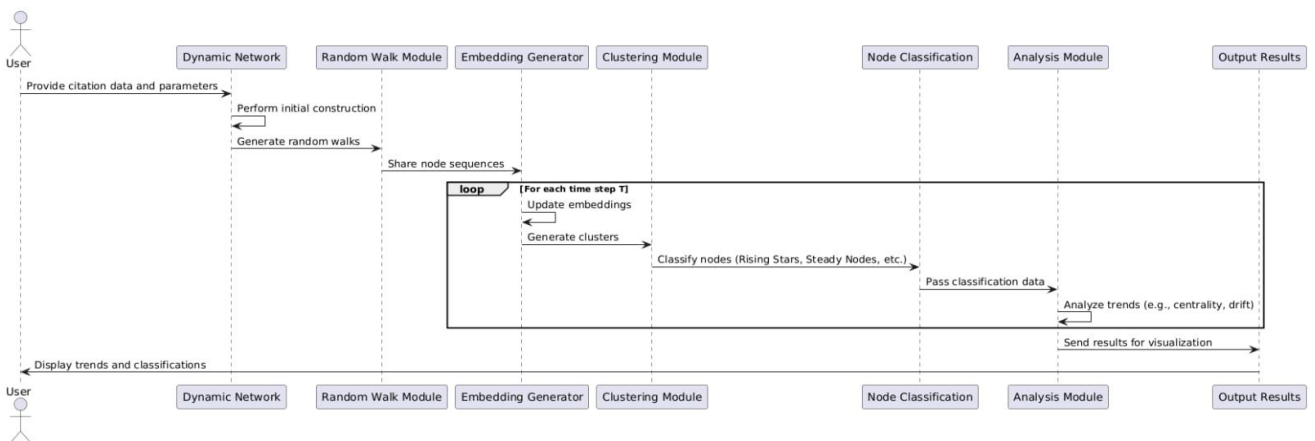 User
Dynamic Network
Random Walk Module
Embedding Generator
Clustering Module
Node Classification
Analysis Module
Output Results
Provide citation data and parameters
Perform initial construction
Generate random walks
Share node sequences
loop
[For each time step T]
Update embeddings
Generate clusters
Classify nodes (Rising Stars, Steady Nodes, etc.)
Pass classification data
Analyze trends (e.g., centrality, drift)
Send results for visualization
Display trends and classifications
User
Dynamic Network
Random Walk Module
Embedding Generator
Clustering Module
Node Classification
Analysis Module
Output Results